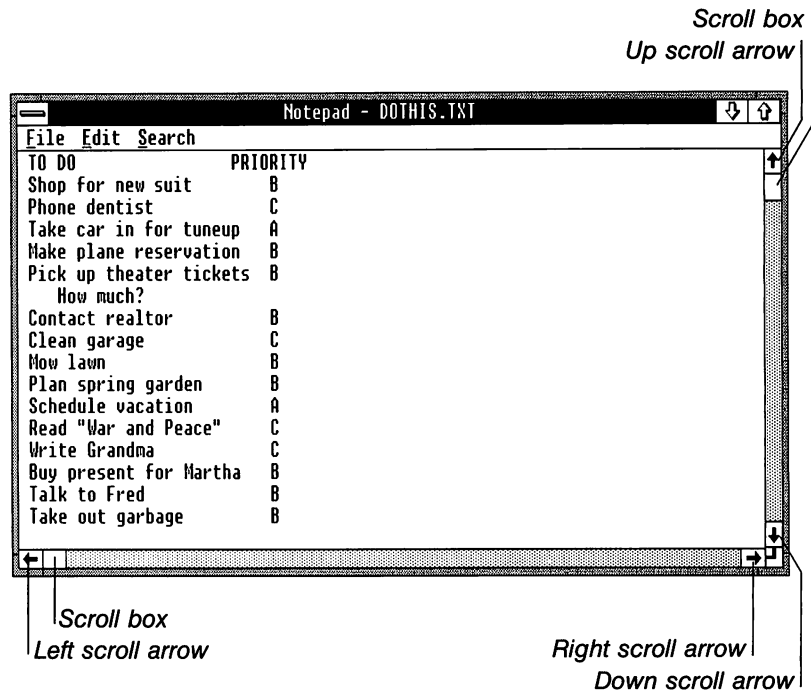 Scroll box
Up scroll arrow
Notepad - DOTHIS.TXT
File Edit Search
TO DO PRIORITY
Shop for new suit B
Phone dentist C
Take car in for tuneup A
Make plane reservation B
Pick up theater tickets B
How much?
Contact realtor B
Clean garage C
Mow lawn B
Plan spring garden B
Schedule vacation A
Read "War and Peace" C
Write Grandma C
Buy present for Martha B
Talk to Fred B
Take out garbage B
Scroll box
Left scroll arrow
Right scroll arrow
Down scroll arrow